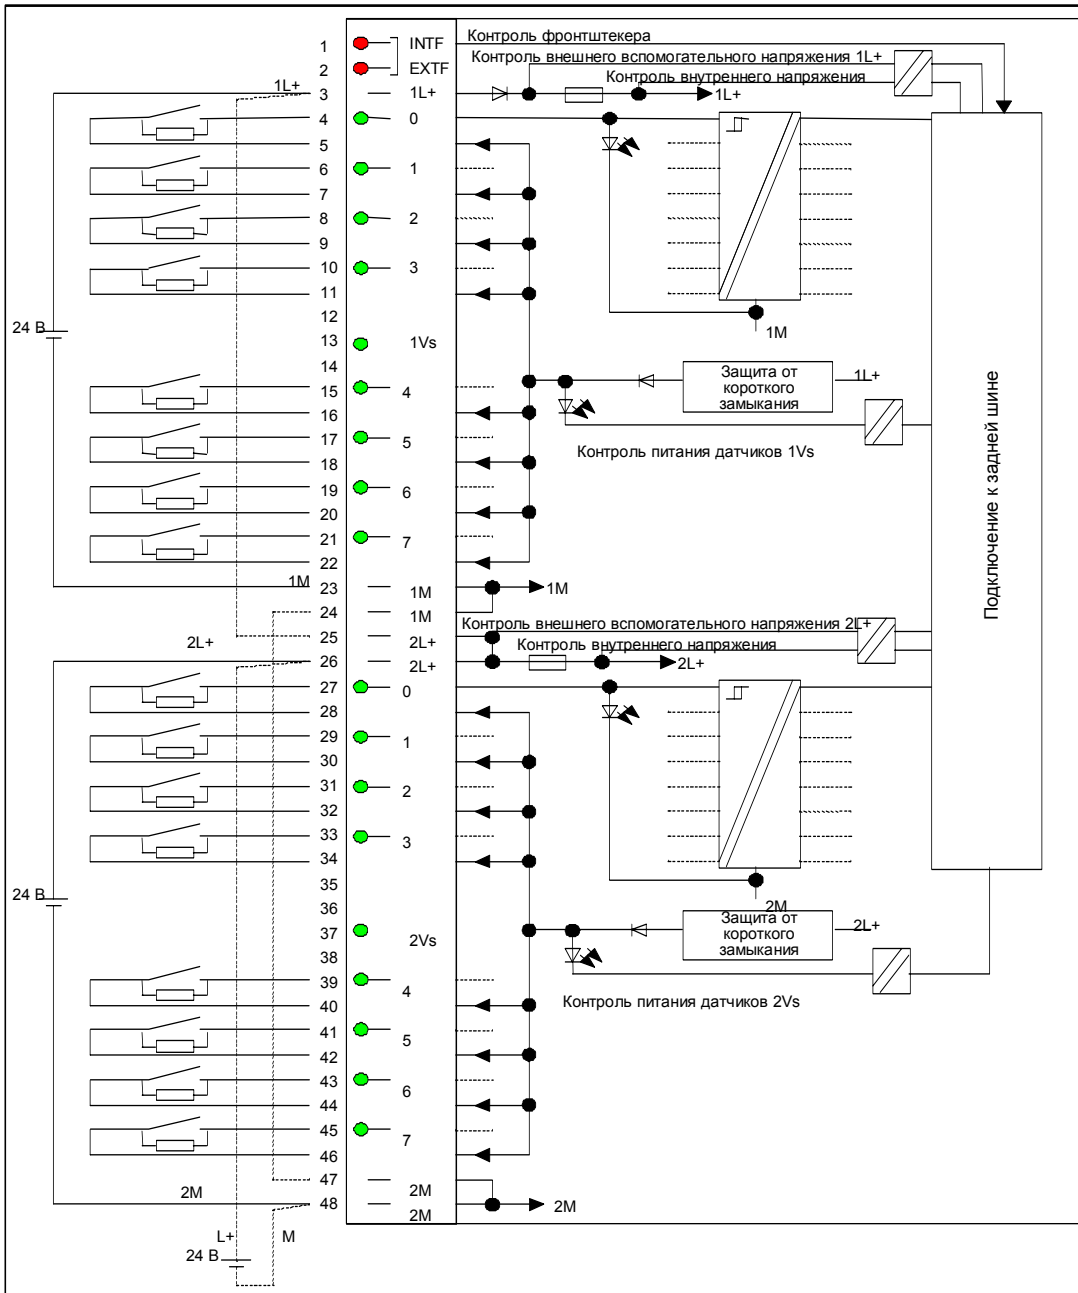 1 INTF Контроль фронтштекера
Контроль внешнего вспомогательного напряжения 1L+
2 EXTF Контроль внутреннего напряжения
1L+ 3 1L+ 1L+
4 0
5
6 1
7
8 2
9
10 3
11
12
24 В 13 1Vs 1M
14
15 4 Защита от короткого замыкания 1L+
16
17 5 Контроль питания датчиков 1Vs
18
19 6
20
21 7
22
Подключение к задней шине
1M 23 1M 1M
24 1M
Контроль внешнего вспомогательного напряжения 2L+
25 2L+ Контроль внутреннего напряжения
2L+ 26 2L+ 2L+
27 0
28
29 1
30
31 2
32
33 3
34
24 В 35
36 2M
37 2Vs Защита от короткого замыкания 2L+
38
39 4 Контроль питания датчиков 2Vs
40
41 5
42
43 6
44
45 7
46
47 2M
2M 48 2M 2M
L+ M
24 В